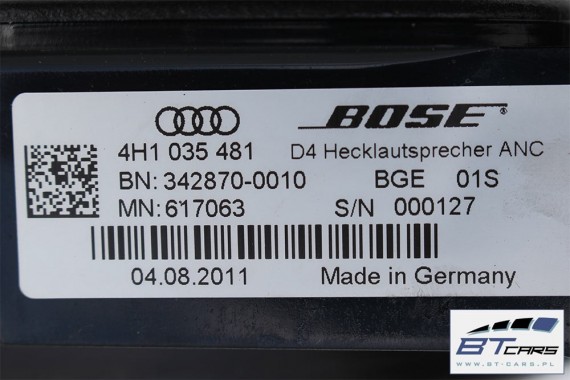 BOSE®
4H1 035 481 D4 Hecklautsprecher ANC
BN: 342870-0010 BGE 01S
MN: 617063 S/N 000127
04.08.2011 Made in Germany
BT CARS
WWW.BT-CARS.PL